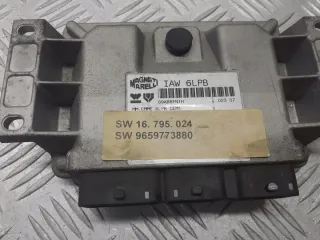 MAGNETI
MARELLI
IAW 6LPB
SW 16.795.024
SW 9659773880